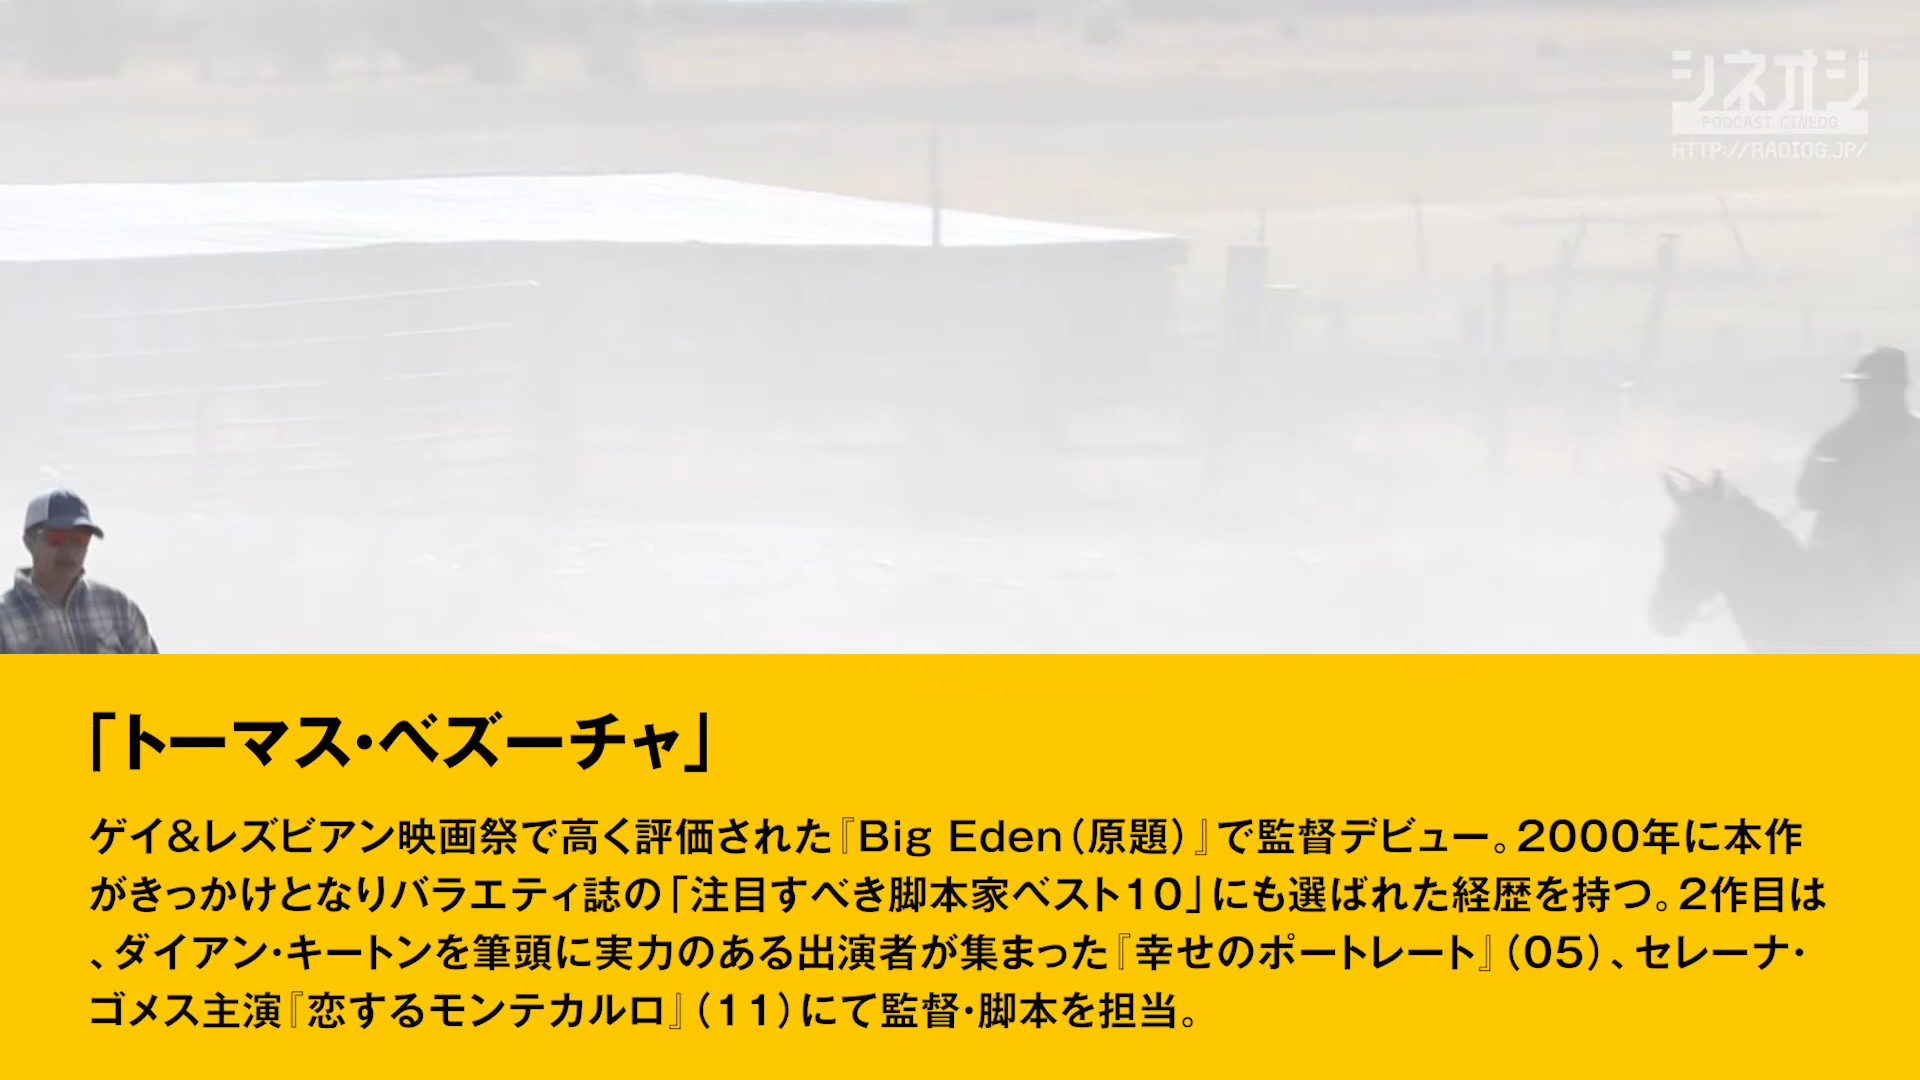 シネオジ
PODCAST CINEOG
HTTP://RADIOG.JP/
「トーマス・ベズーチャ」
ゲイ&レズビアン映画祭で高く評価された『Big Eden(原題)』で監督デビュー。2000年に本作
がきっかけとなりバラエティ誌の「注目すべき脚本家ベスト10」にも選ばれた経歴を持つ。2作目は
、ダイアン・キートンを筆頭に実力のある出演者が集まった『幸せのポートレート』(05)、セレーナ・
ゴメス主演『恋するモンテカルロ』(11)にて監督・脚本を担当。